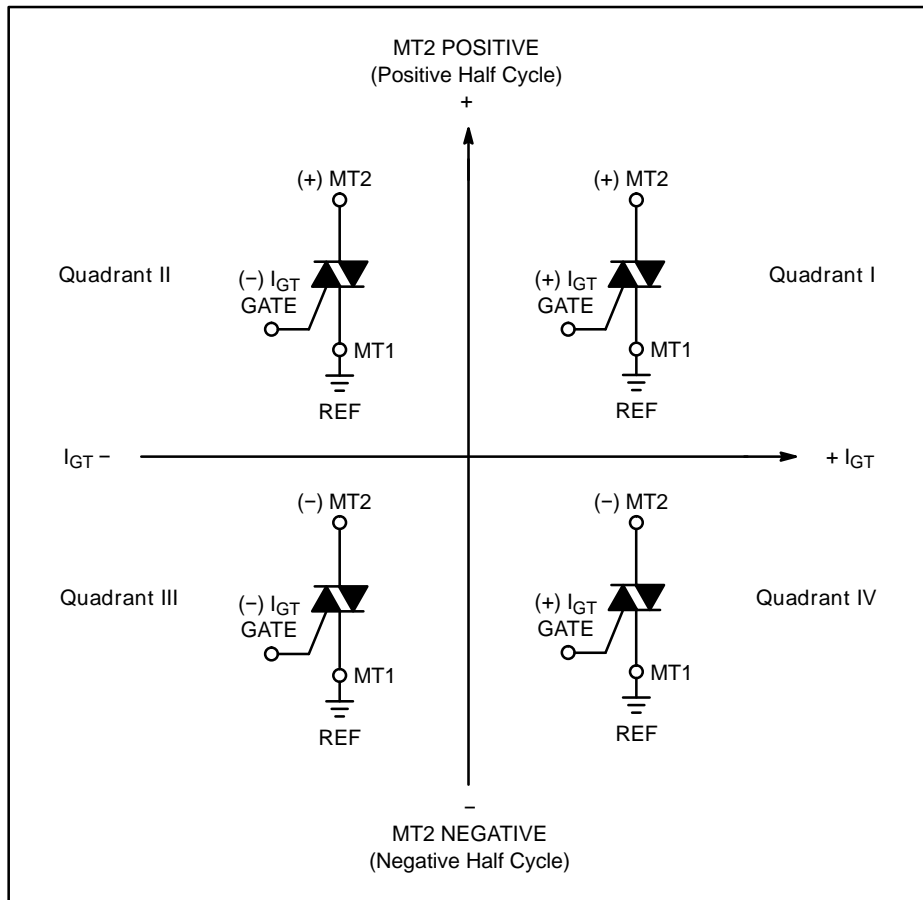 MT2 POSITIVE
(Positive Half Cycle)
+
(+) MT2
(+) MT2
Quadrant II
(−) IGT
GATE
(+) IGT
GATE
Quadrant I
MT1
MT1
REF
REF
IGT −
+ IGT
(−) MT2
(−) MT2
Quadrant III
(−) IGT
GATE
(+) IGT
GATE
Quadrant IV
MT1
MT1
REF
REF
−
MT2 NEGATIVE
(Negative Half Cycle)